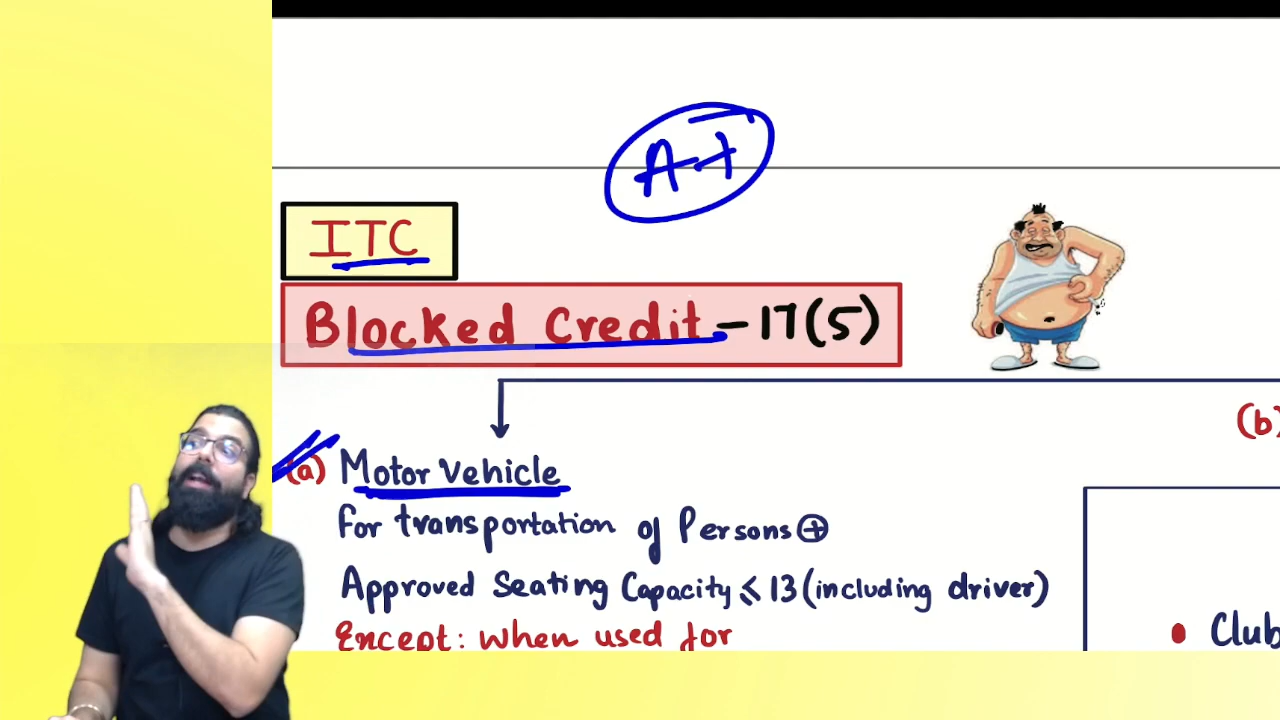 A+
ITC
Blocked Credit - 17(5)
(a) Motor Vehicle
(b)
for transportation of Persons ⊕
Approved Seating Capacity ⩽ 13 (including driver)
Club
Except: when used for